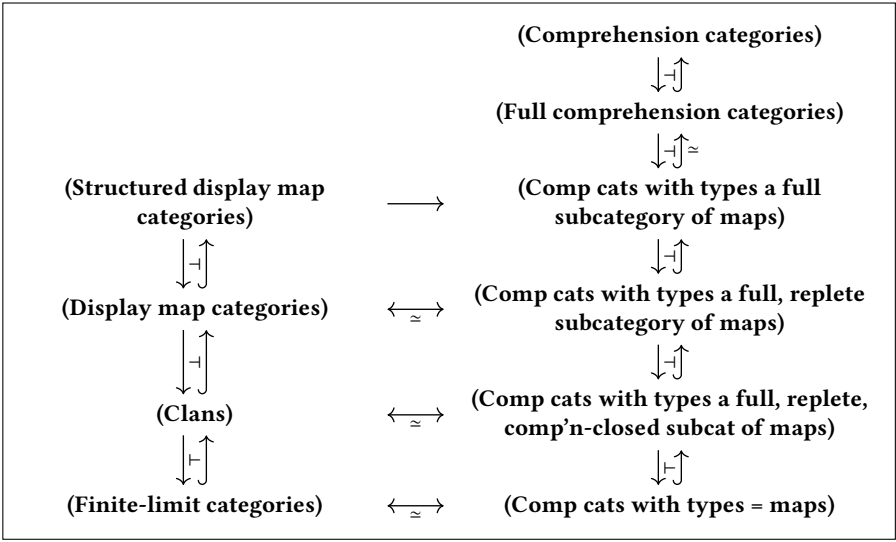 (Comprehension categories)
⊣
(Full comprehension categories)
⊣ ≃
(Structured display map
categories)
(Comp cats with types a full
subcategory of maps)
⊣ ⊣
(Display map categories)
≃
(Comp cats with types a full, replete
subcategory of maps)
⊣ ⊣
(Clans)
≃
(Comp cats with types a full, replete,
comp'n-closed subcat of maps)
⊢ ⊢
(Finite-limit categories)
≃
(Comp cats with types = maps)